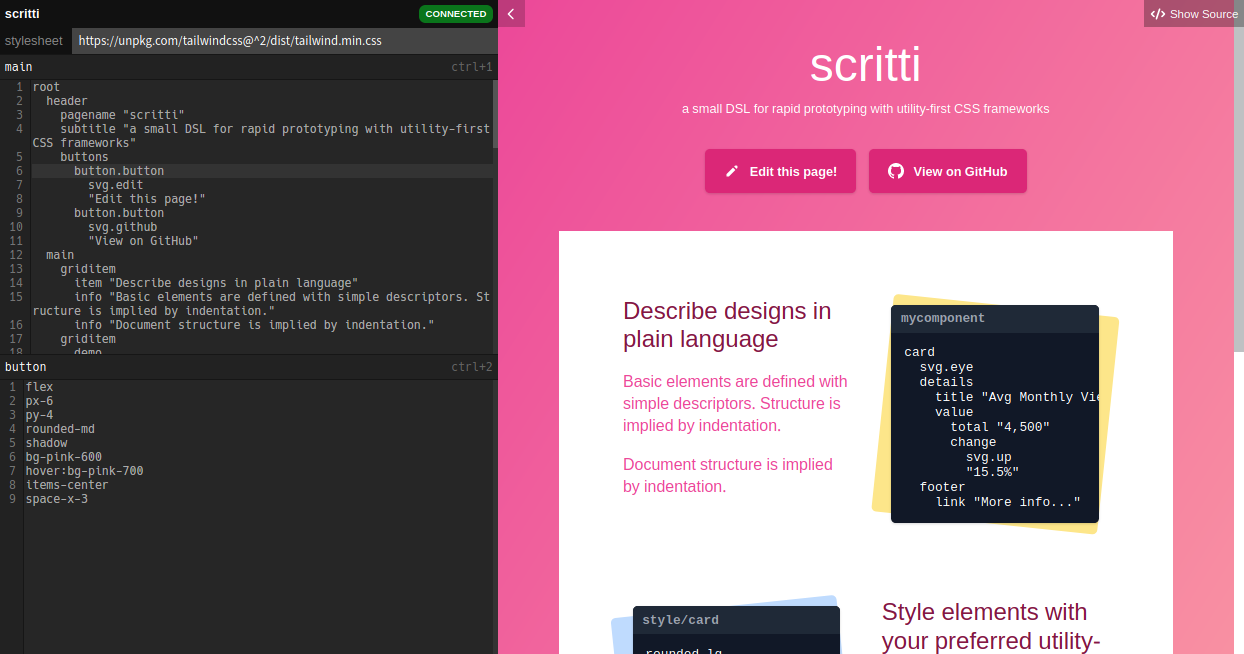 scritti
CONNECTED
stylesheet
https://unpkg.com/tailwindcss@^2/dist/tailwind.min.css
main
ctrl+1
1 root
2 header
3 pagename "scritti"
4 subtitle "a small DSL for rapid prototyping with utility-first
CSS frameworks"
5 buttons
6 button.button
7 svg.edit
8 "Edit this page!"
9 button.button
10 svg.github
11 "View on GitHub"
12 main
13 griditem
14 item "Describe designs in plain language"
15 info "Basic elements are defined with simple descriptors. St
ructure is implied by indentation."
16 info "Document structure is implied by indentation."
17 griditem
18 demo
button
ctrl+2
1 flex
2 px-6
3 py-4
4 rounded-md
5 shadow
6 bg-pink-600
7 hover:bg-pink-700
8 items-center
9 space-x-3
</> Show Source
scritti
a small DSL for rapid prototyping with utility-first CSS frameworks
Edit this page!
View on GitHub
Describe designs in
plain language
Basic elements are defined with
simple descriptors. Structure is
implied by indentation.
Document structure is implied
by indentation.
mycomponent
card
svg.eye
details
title "Avg Monthly Vie
value
total "4,500"
change
svg.up
"15.5%"
footer
link "More info..."
style/card
rounded-lg
Style elements with
your preferred utility-